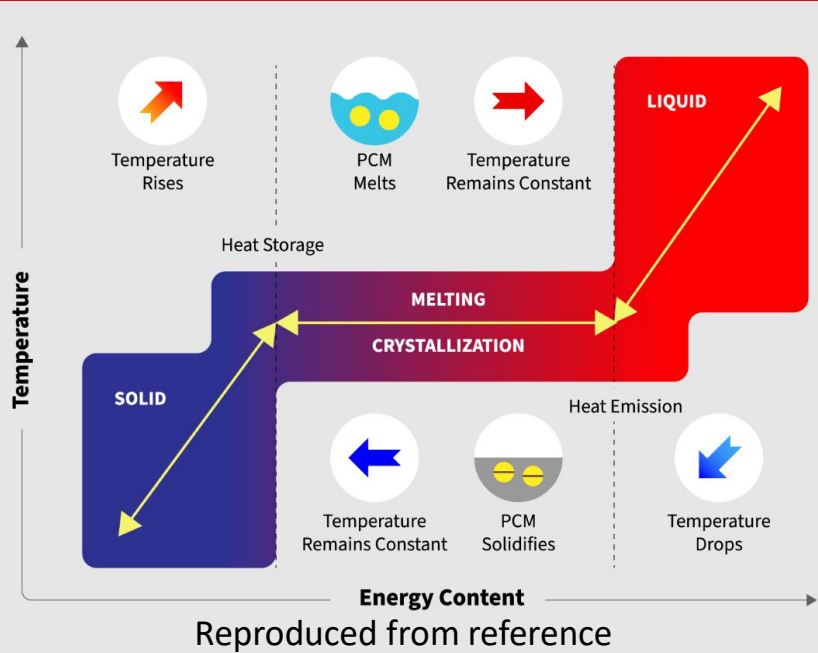 LIQUID
Temperature
Rises
PCM
Melts
Temperature
Remains Constant
Heat Storage
MELTING
CRYSTALLIZATION
Temperature
SOLID
Heat Emission
Temperature
Remains Constant
PCM
Solidifies
Temperature
Drops
Energy Content
Reproduced from reference